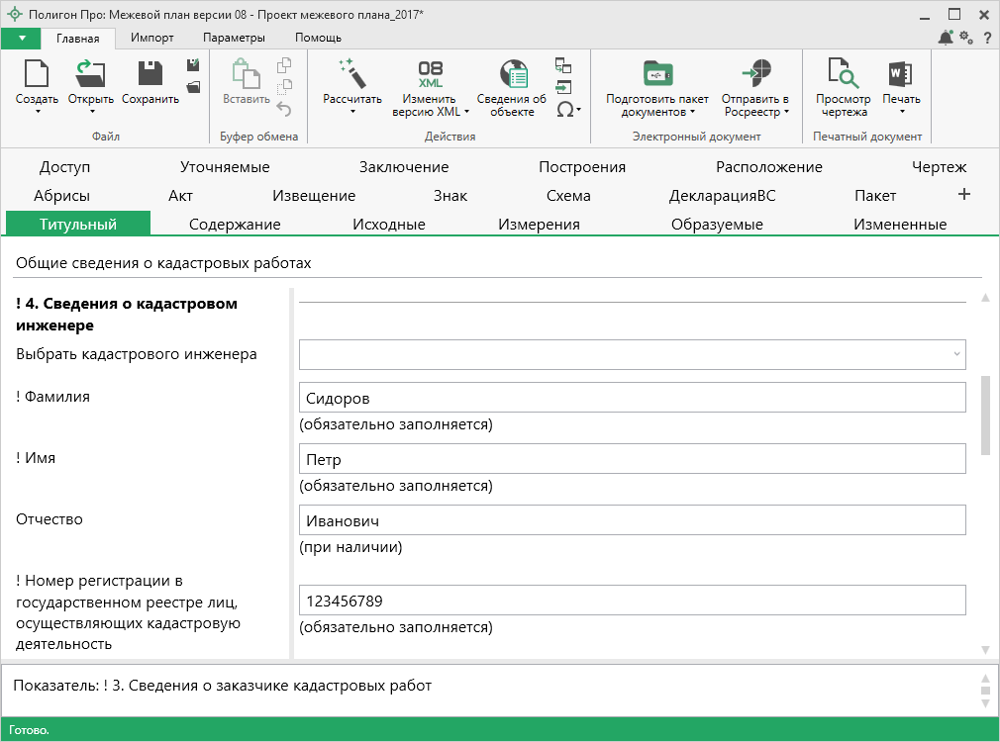 Полигон Про: Межевой план версии 08 - Проект межевого плана_2017*
Главная Импорт Параметры Помощь ?
Создать Открыть Сохранить Вставить Рассчитать 08 XML Изменить версию XML Сведения об объекте Подготовить пакет документов Отправить в Росреестр Просмотр чертежа Печать
Файл Буфер обмена Действия Электронный документ Печатный документ
Доступ Уточняемые Заключение Построения Расположение Чертеж
Абрисы Акт Извещение Знак Схема ДекларацияВС Пакет +
Титульный Содержание Исходные Измерения Образуемые Измененные
Общие сведения о кадастровых работах
! 4. Сведения о кадастровом
инженере
Выбрать кадастрового инженера
! Фамилия Сидоров
(обязательно заполняется)
! Имя Петр
(обязательно заполняется)
Отчество Иванович
(при наличии)
! Номер регистрации в
государственном реестре лиц, 123456789
осуществляющих кадастровую (обязательно заполняется)
деятельность
Показатель: ! 3. Сведения о заказчике кадастровых работ
Готово.